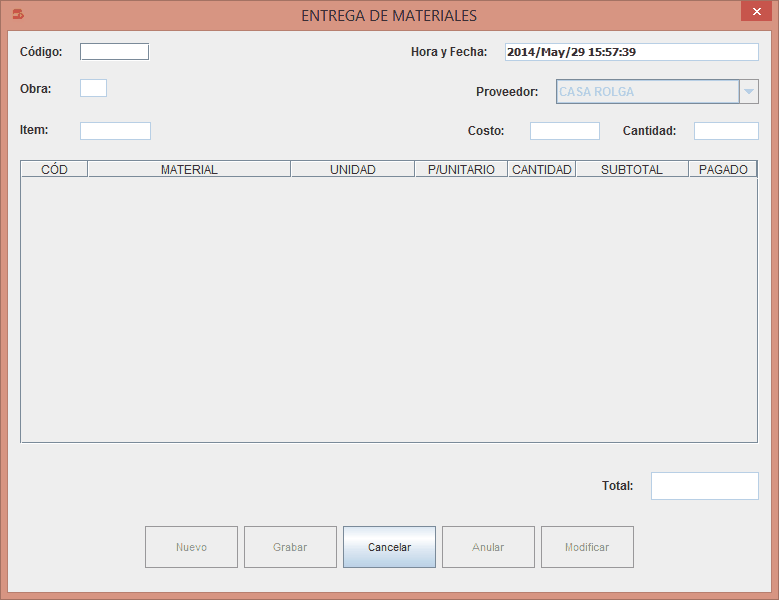 ENTREGA DE MATERIALES
Código:
Hora y Fecha: 2014/May/29 15:57:39
Obra:
Proveedor: CASA ROLGA
Item:
Costo:
Cantidad:
CÓD MATERIAL UNIDAD P/UNITARIO CANTIDAD SUBTOTAL PAGADO
Total:
Nuevo Grabar Cancelar Anular Modificar